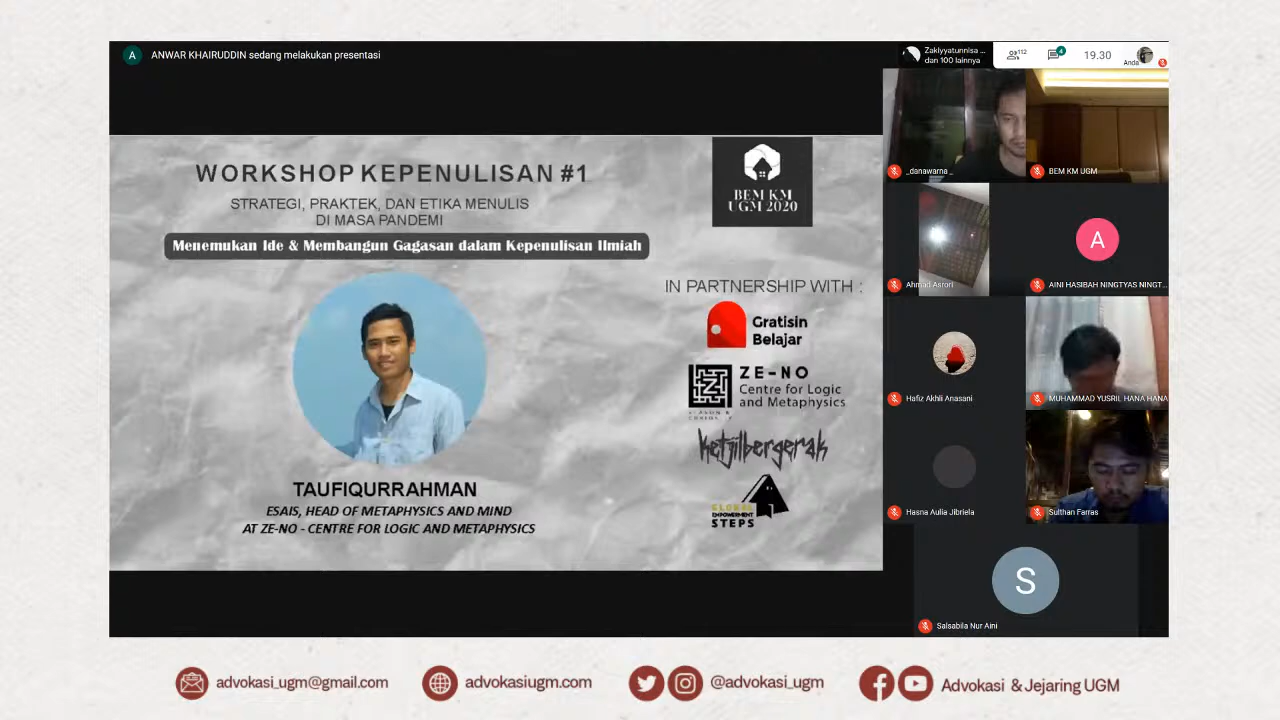 A ANWAR KHAIRUDDIN sedang melakukan presentasi
Zakiyyatunnisa ...
dan 100 lainnya
112
4
19.30
Anda
WORKSHOP KEPENULISAN #1
STRATEGI, PRAKTEK, DAN ETIKA MENULIS
DI MASA PANDEMI
Menemukan Ide & Membangun Gagasan dalam Kepenulisan Ilmiah
BEM KM
UGM 2020
IN PARTNERSHIP WITH :
Gratisin
Belajar
ZE-NO
Centre for Logic
and Metaphysics
ketjilbergerak
GLOBAL
EMPOWERMENT
STEPS
TAUFIQURRAHMAN
ESAIS, HEAD OF METAPHYSICS AND MIND
AT ZE-NO - CENTRE FOR LOGIC AND METAPHYSICS
_danawarna _
BEM KM UGM
Ahmad Asrori
A
AINI HASIBAH NINGTYAS NINGT...
Hafiz Akhli Anasani
MUHAMMAD YUSRIL HANA HANA
Hasna Aulia Jibriela
Sulthan Farras
S
Salsabila Nur Aini
advokasi_ugm@gmail.com
advokasiugm.com
@advokasi_ugm
Advokasi & Jejaring UGM